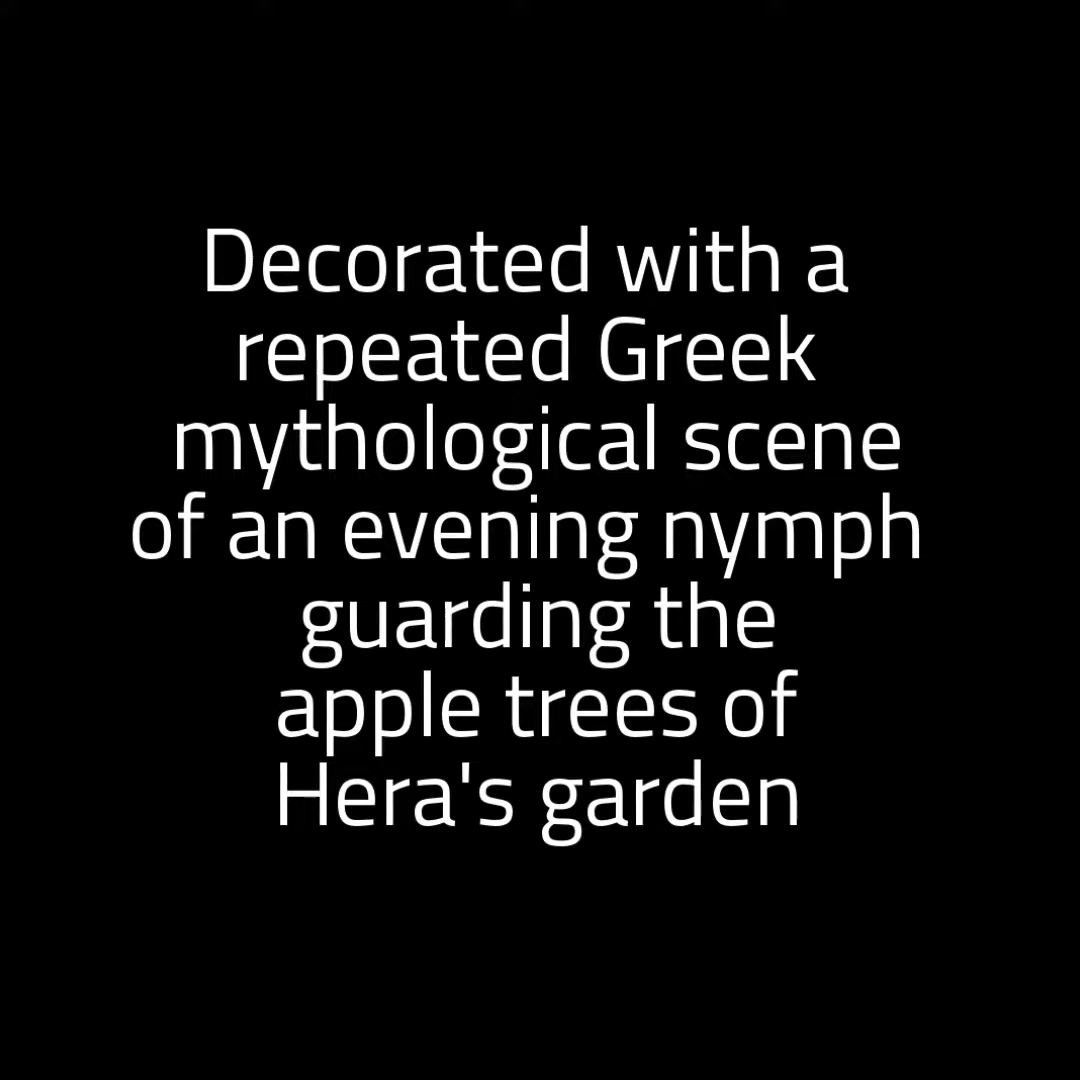 Decorated with a
repeated Greek
mythological scene
of an evening nymph
guarding the
apple trees of
Hera's garden